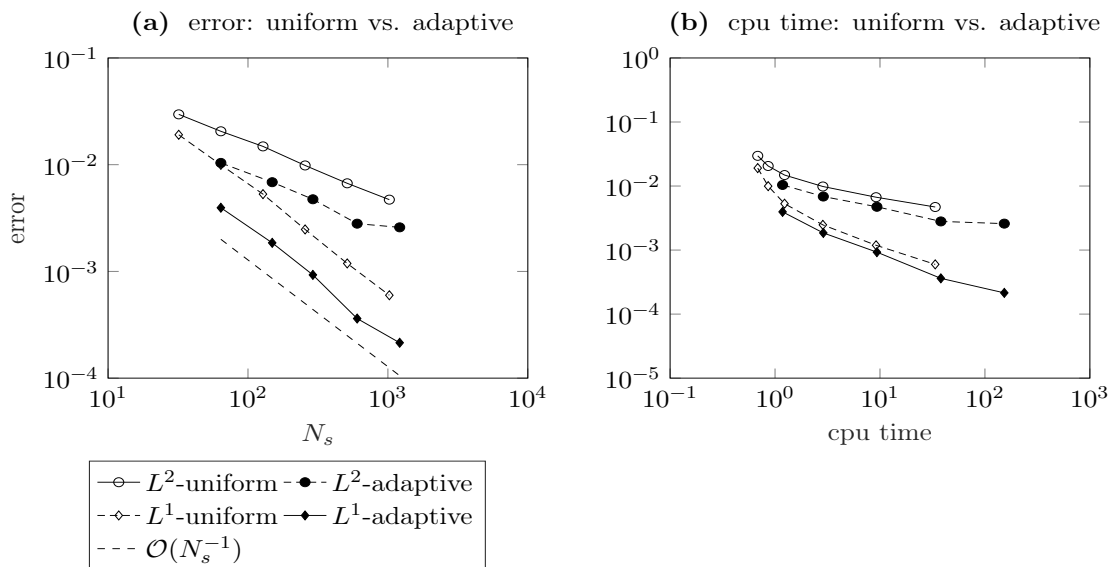 (a) error: uniform vs. adaptive
10^{-1}
10^{-2}
10^{-3}
10^{-4}
error
10^1
10^2
10^3
10^4
N_s
(b) cpu time: uniform vs. adaptive
10^0
10^{-1}
10^{-2}
10^{-3}
10^{-4}
10^{-5}
10^{-1}
10^0
10^1
10^2
10^3
cpu time
L^2-uniform L^2-adaptive
L^1-uniform L^1-adaptive
\mathcal{O}(N_s^{-1})